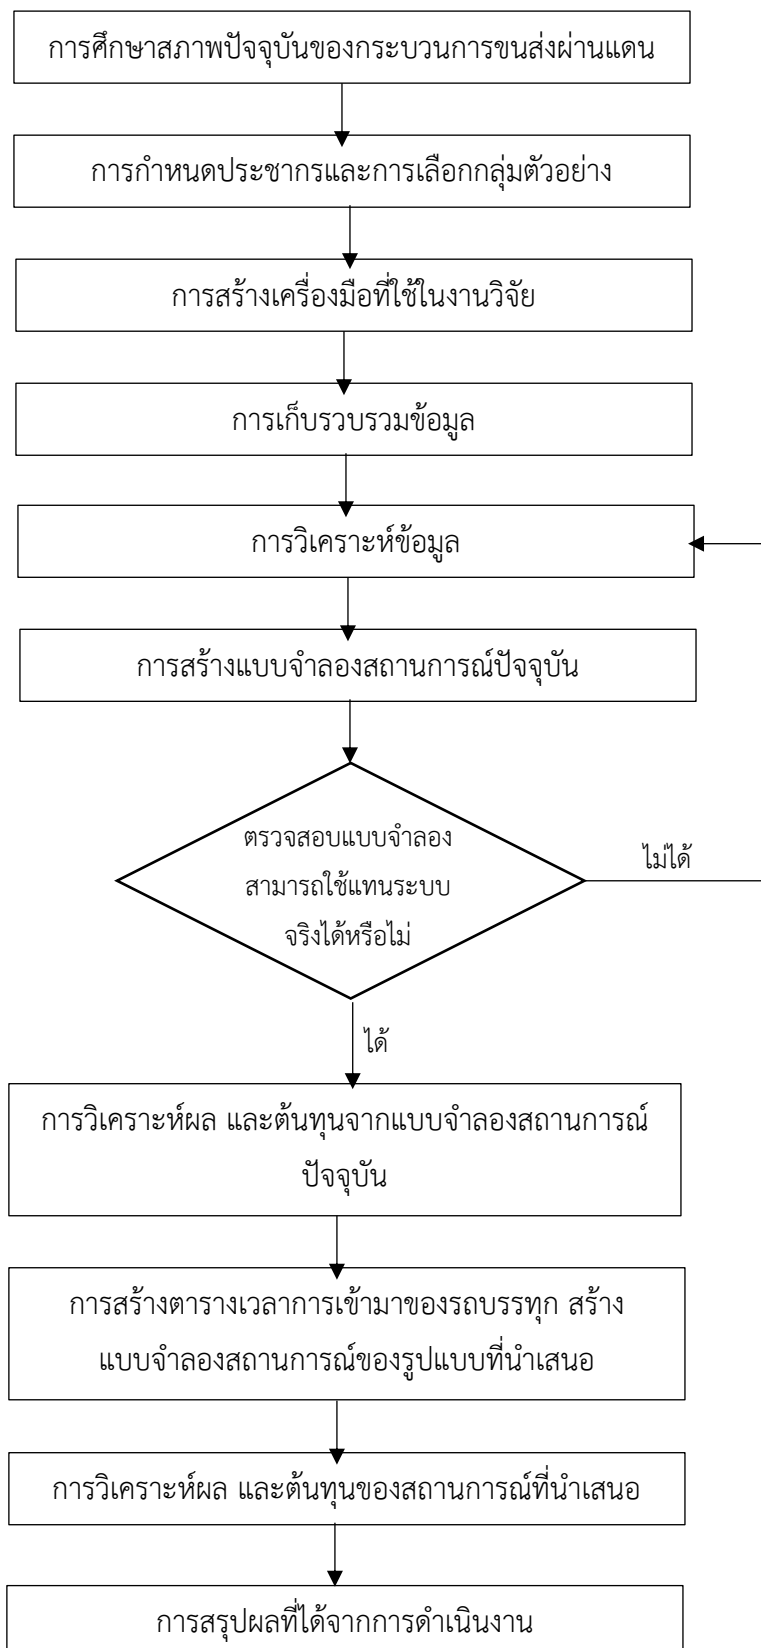 การศึกษาสภาพปัจจุบันของกระบวนการขนส่งผ่านแดน
การกำหนดประชากรและการเลือกกลุ่มตัวอย่าง
การสร้างเครื่องมือที่ใช้ในงานวิจัย
การเก็บรวบรวมข้อมูล
การวิเคราะห์ข้อมูล
การสร้างแบบจำลองสถานการณ์ปัจจุบัน
ตรวจสอบแบบจำลอง
สามารถใช้แทนระบบ
จริงได้หรือไม่
ไม่ได้
ได้
การวิเคราะห์ผล และต้นทุนจากแบบจำลองสถานการณ์
ปัจจุบัน
การสร้างตารางเวลาการเข้ามาของรถบรรทุก สร้าง
แบบจำลองสถานการณ์ของรูปแบบที่นำเสนอ
การวิเคราะห์ผล และต้นทุนของสถานการณ์ที่นำเสนอ
การสรุปผลที่ได้จากการดำเนินงาน